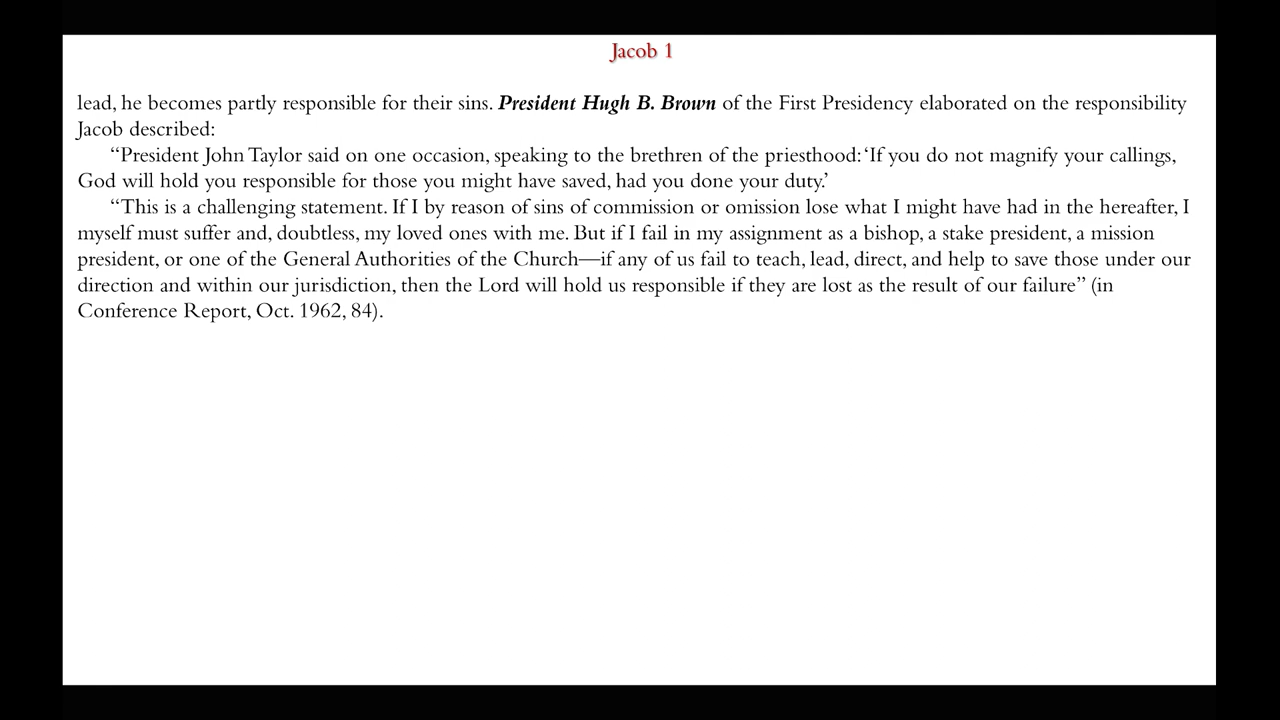 Jacob 1
lead, he becomes partly responsible for their sins. President Hugh B. Brown of the First Presidency elaborated on the responsibility
Jacob described:
“President John Taylor said on one occasion, speaking to the brethren of the priesthood: ‘If you do not magnify your callings,
God will hold you responsible for those you might have saved, had you done your duty.’
“This is a challenging statement. If I by reason of sins of commission or omission lose what I might have had in the hereafter, I
myself must suffer and, doubtless, my loved ones with me. But if I fail in my assignment as a bishop, a stake president, a mission
president, or one of the General Authorities of the Church—if any of us fail to teach, lead, direct, and help to save those under our
direction and within our jurisdiction, then the Lord will hold us responsible if they are lost as the result of our failure” (in
Conference Report, Oct. 1962, 84).